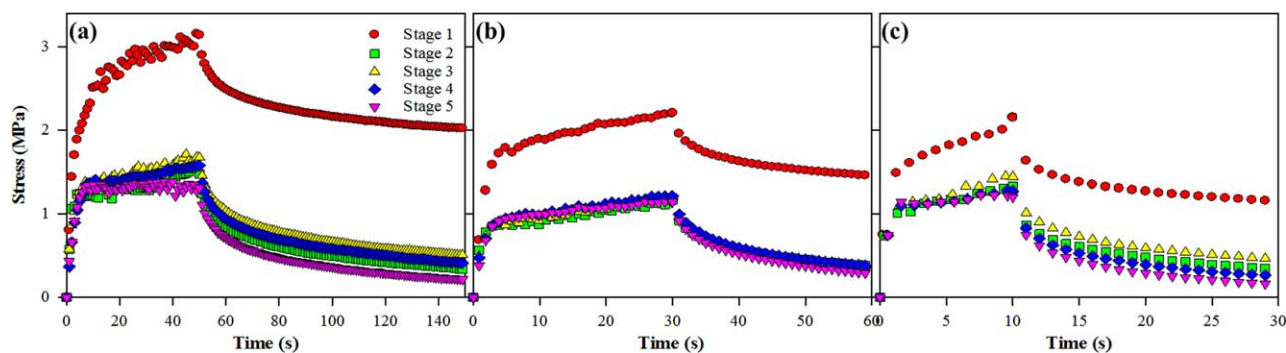 (a)
(b)
(c)
Stage 1
Stage 2
Stage 3
Stage 4
Stage 5
Stress (MPa)
3
2
1
0
0 20 40 60 80 100 120 140
0 10 20 30 40 50 60
0 5 10 15 20 25 30
Time (s)
Time (s)
Time (s)